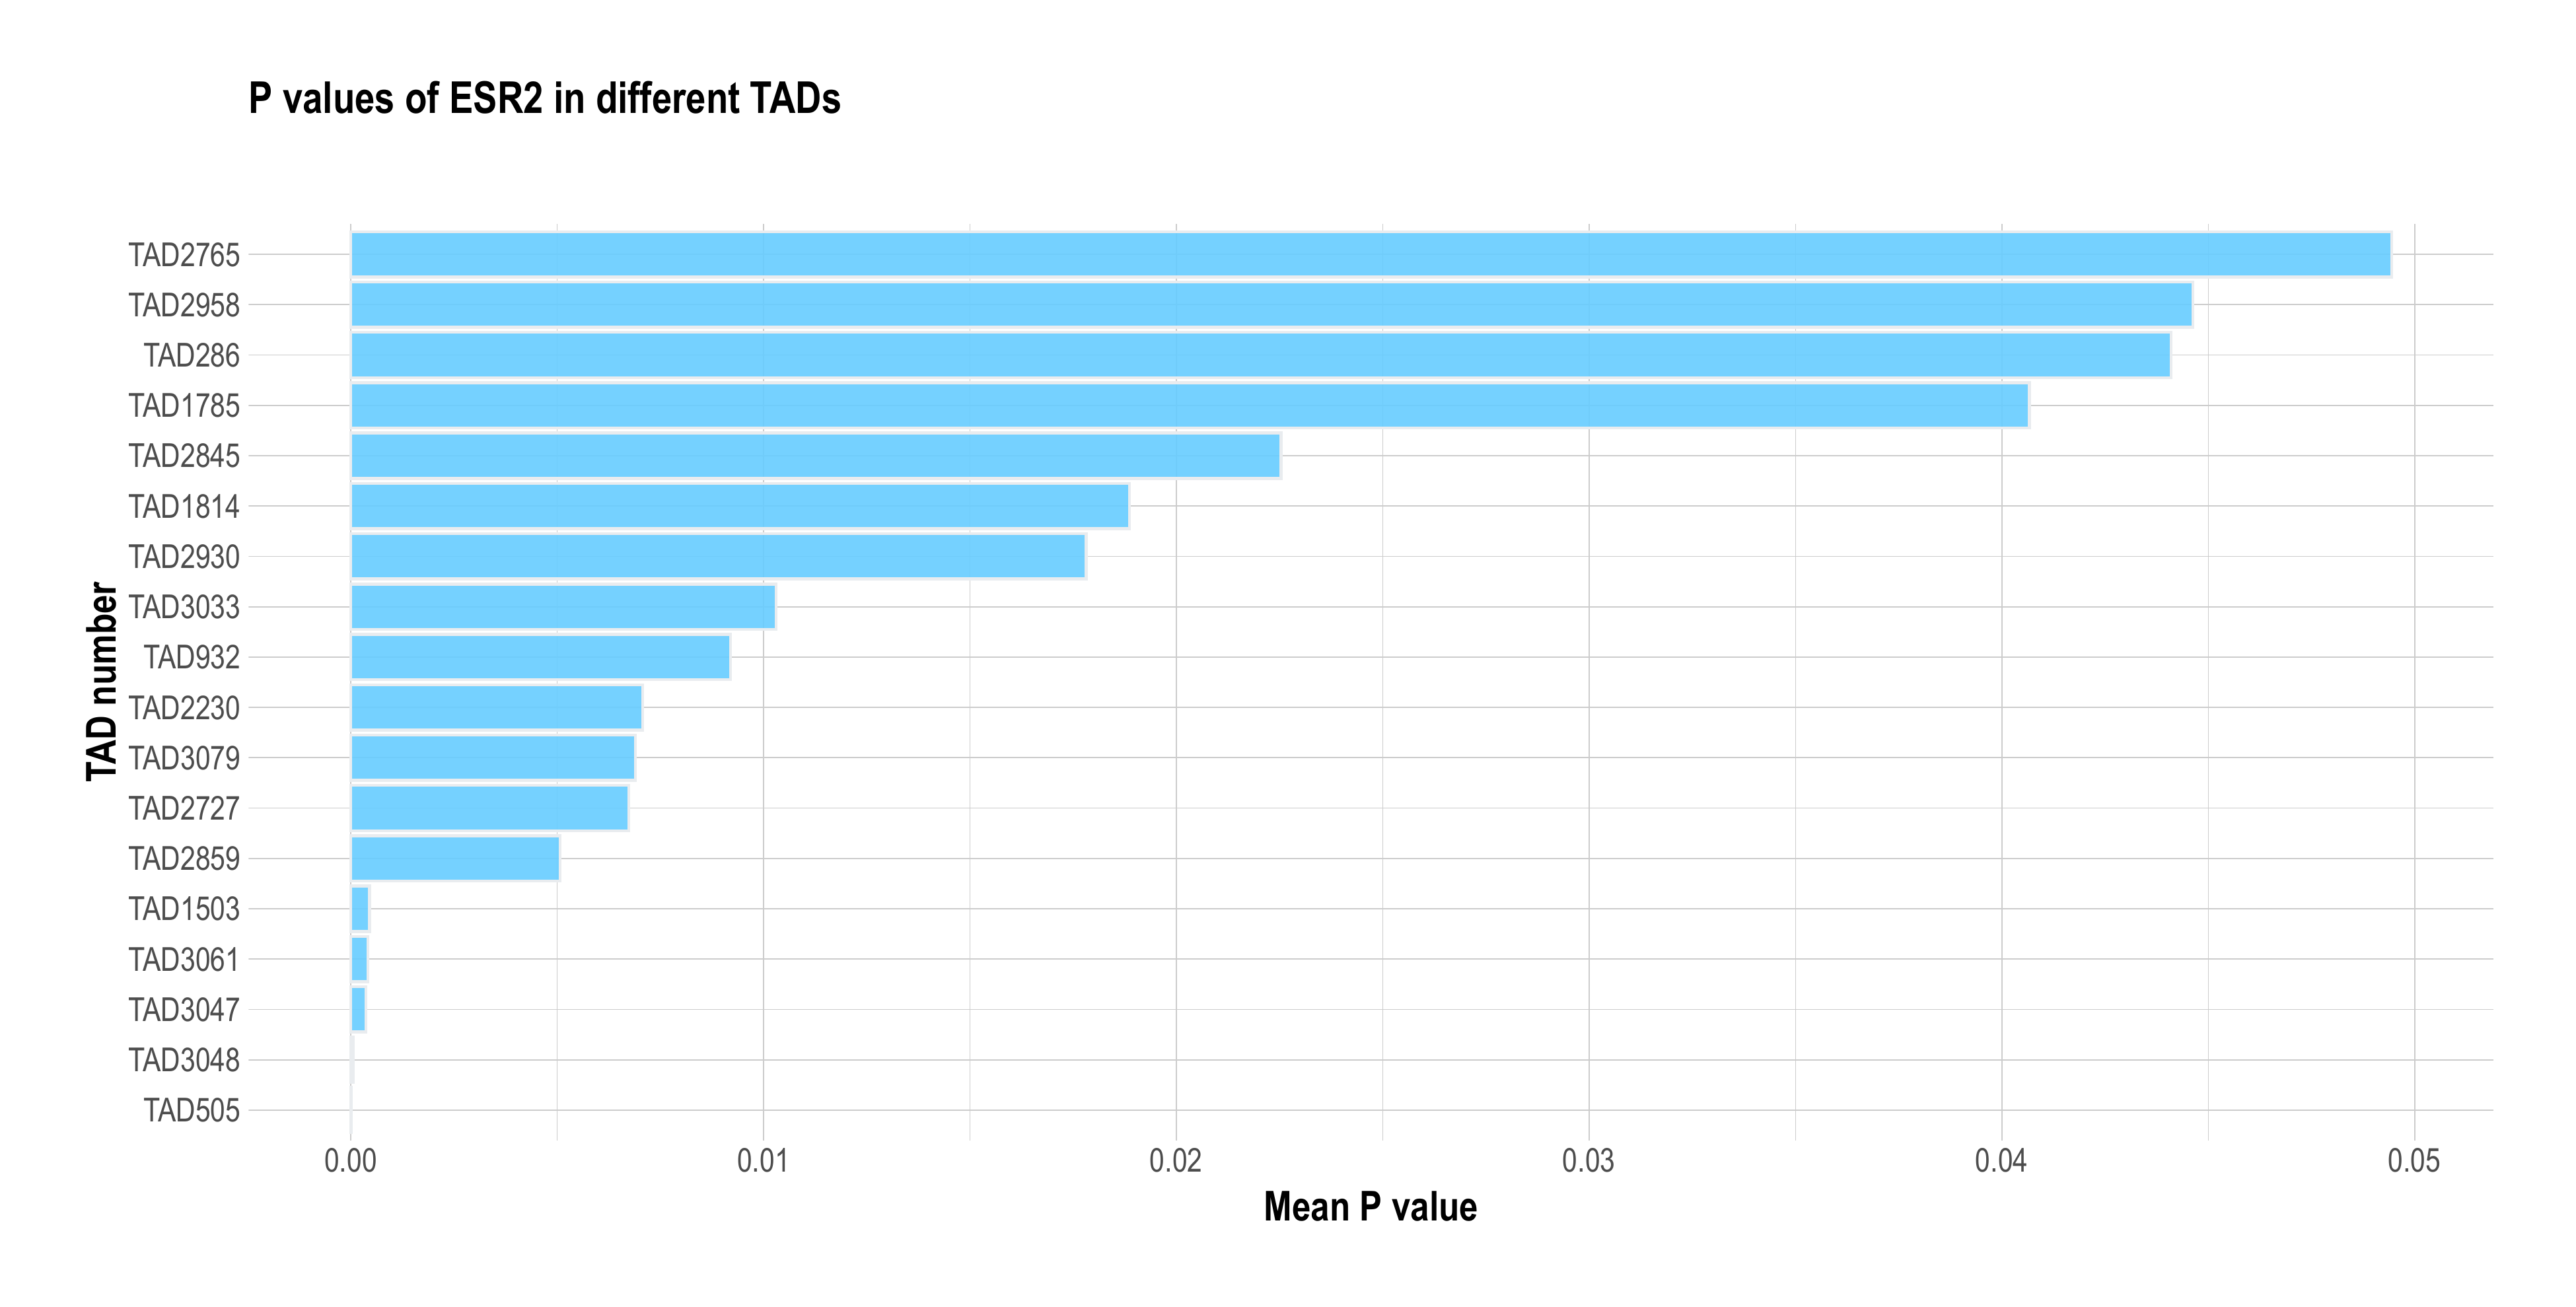 P values of ESR2 in different TADs
TAD number
TAD2765
TAD2958
TAD286
TAD1785
TAD2845
TAD1814
TAD2930
TAD3033
TAD932
TAD2230
TAD3079
TAD2727
TAD2859
TAD1503
TAD3061
TAD3047
TAD3048
TAD505
0.00 0.01 0.02 0.03 0.04 0.05
Mean P value